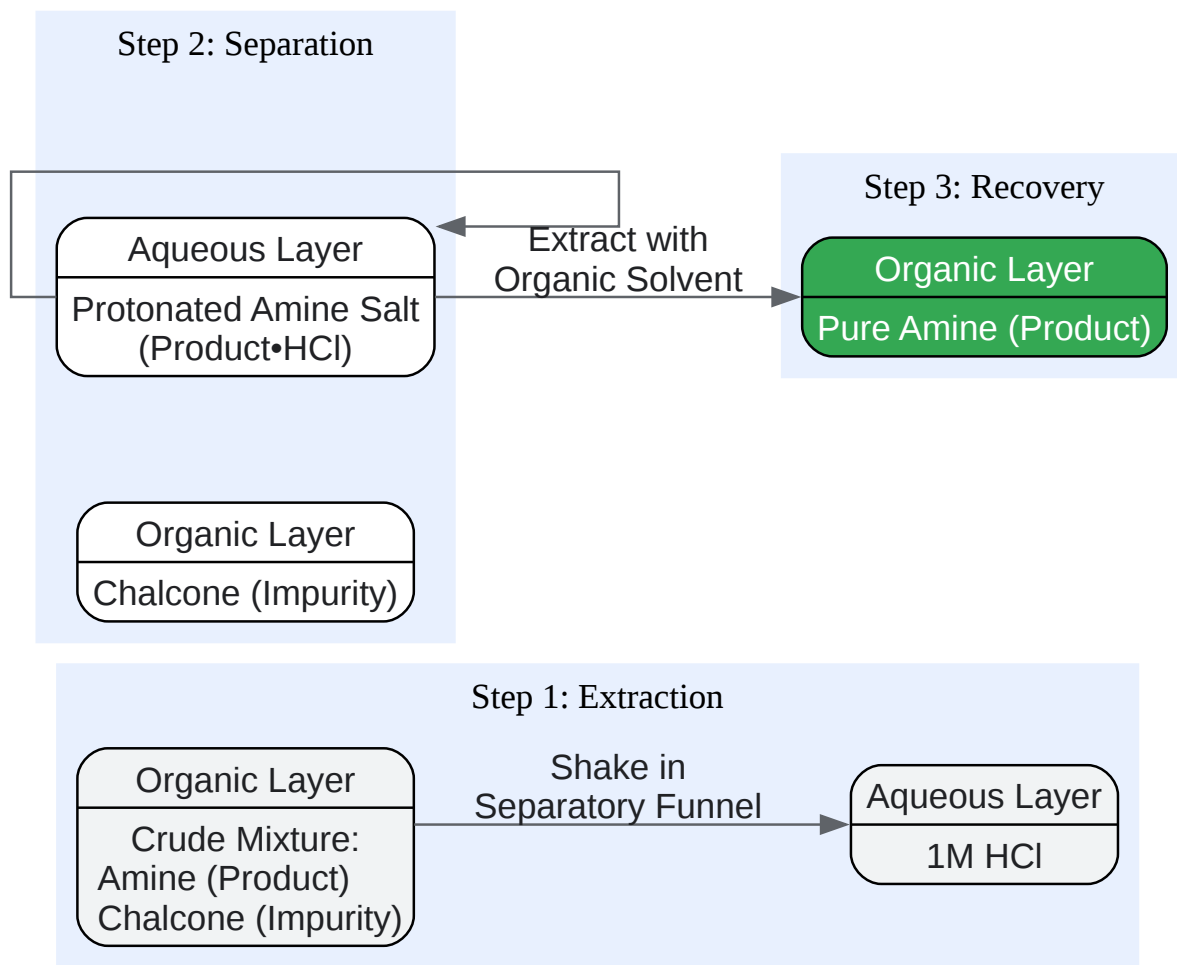 Step 2: Separation
Aqueous Layer
Protonated Amine Salt
(Product•HCl)
Extract with
Organic Solvent
Step 3: Recovery
Organic Layer
Pure Amine (Product)
Organic Layer
Chalcone (Impurity)
Step 1: Extraction
Organic Layer
Crude Mixture:
Amine (Product)
Chalcone (Impurity)
Shake in
Separatory Funnel
Aqueous Layer
1M HCl